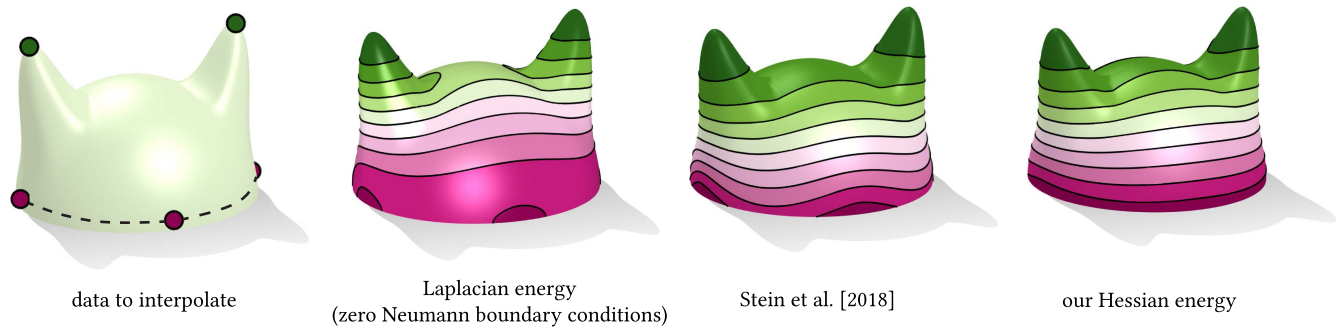 data to interpolate
Laplacian energy
(zero Neumann boundary conditions)
Stein et al. [2018]
our Hessian energy